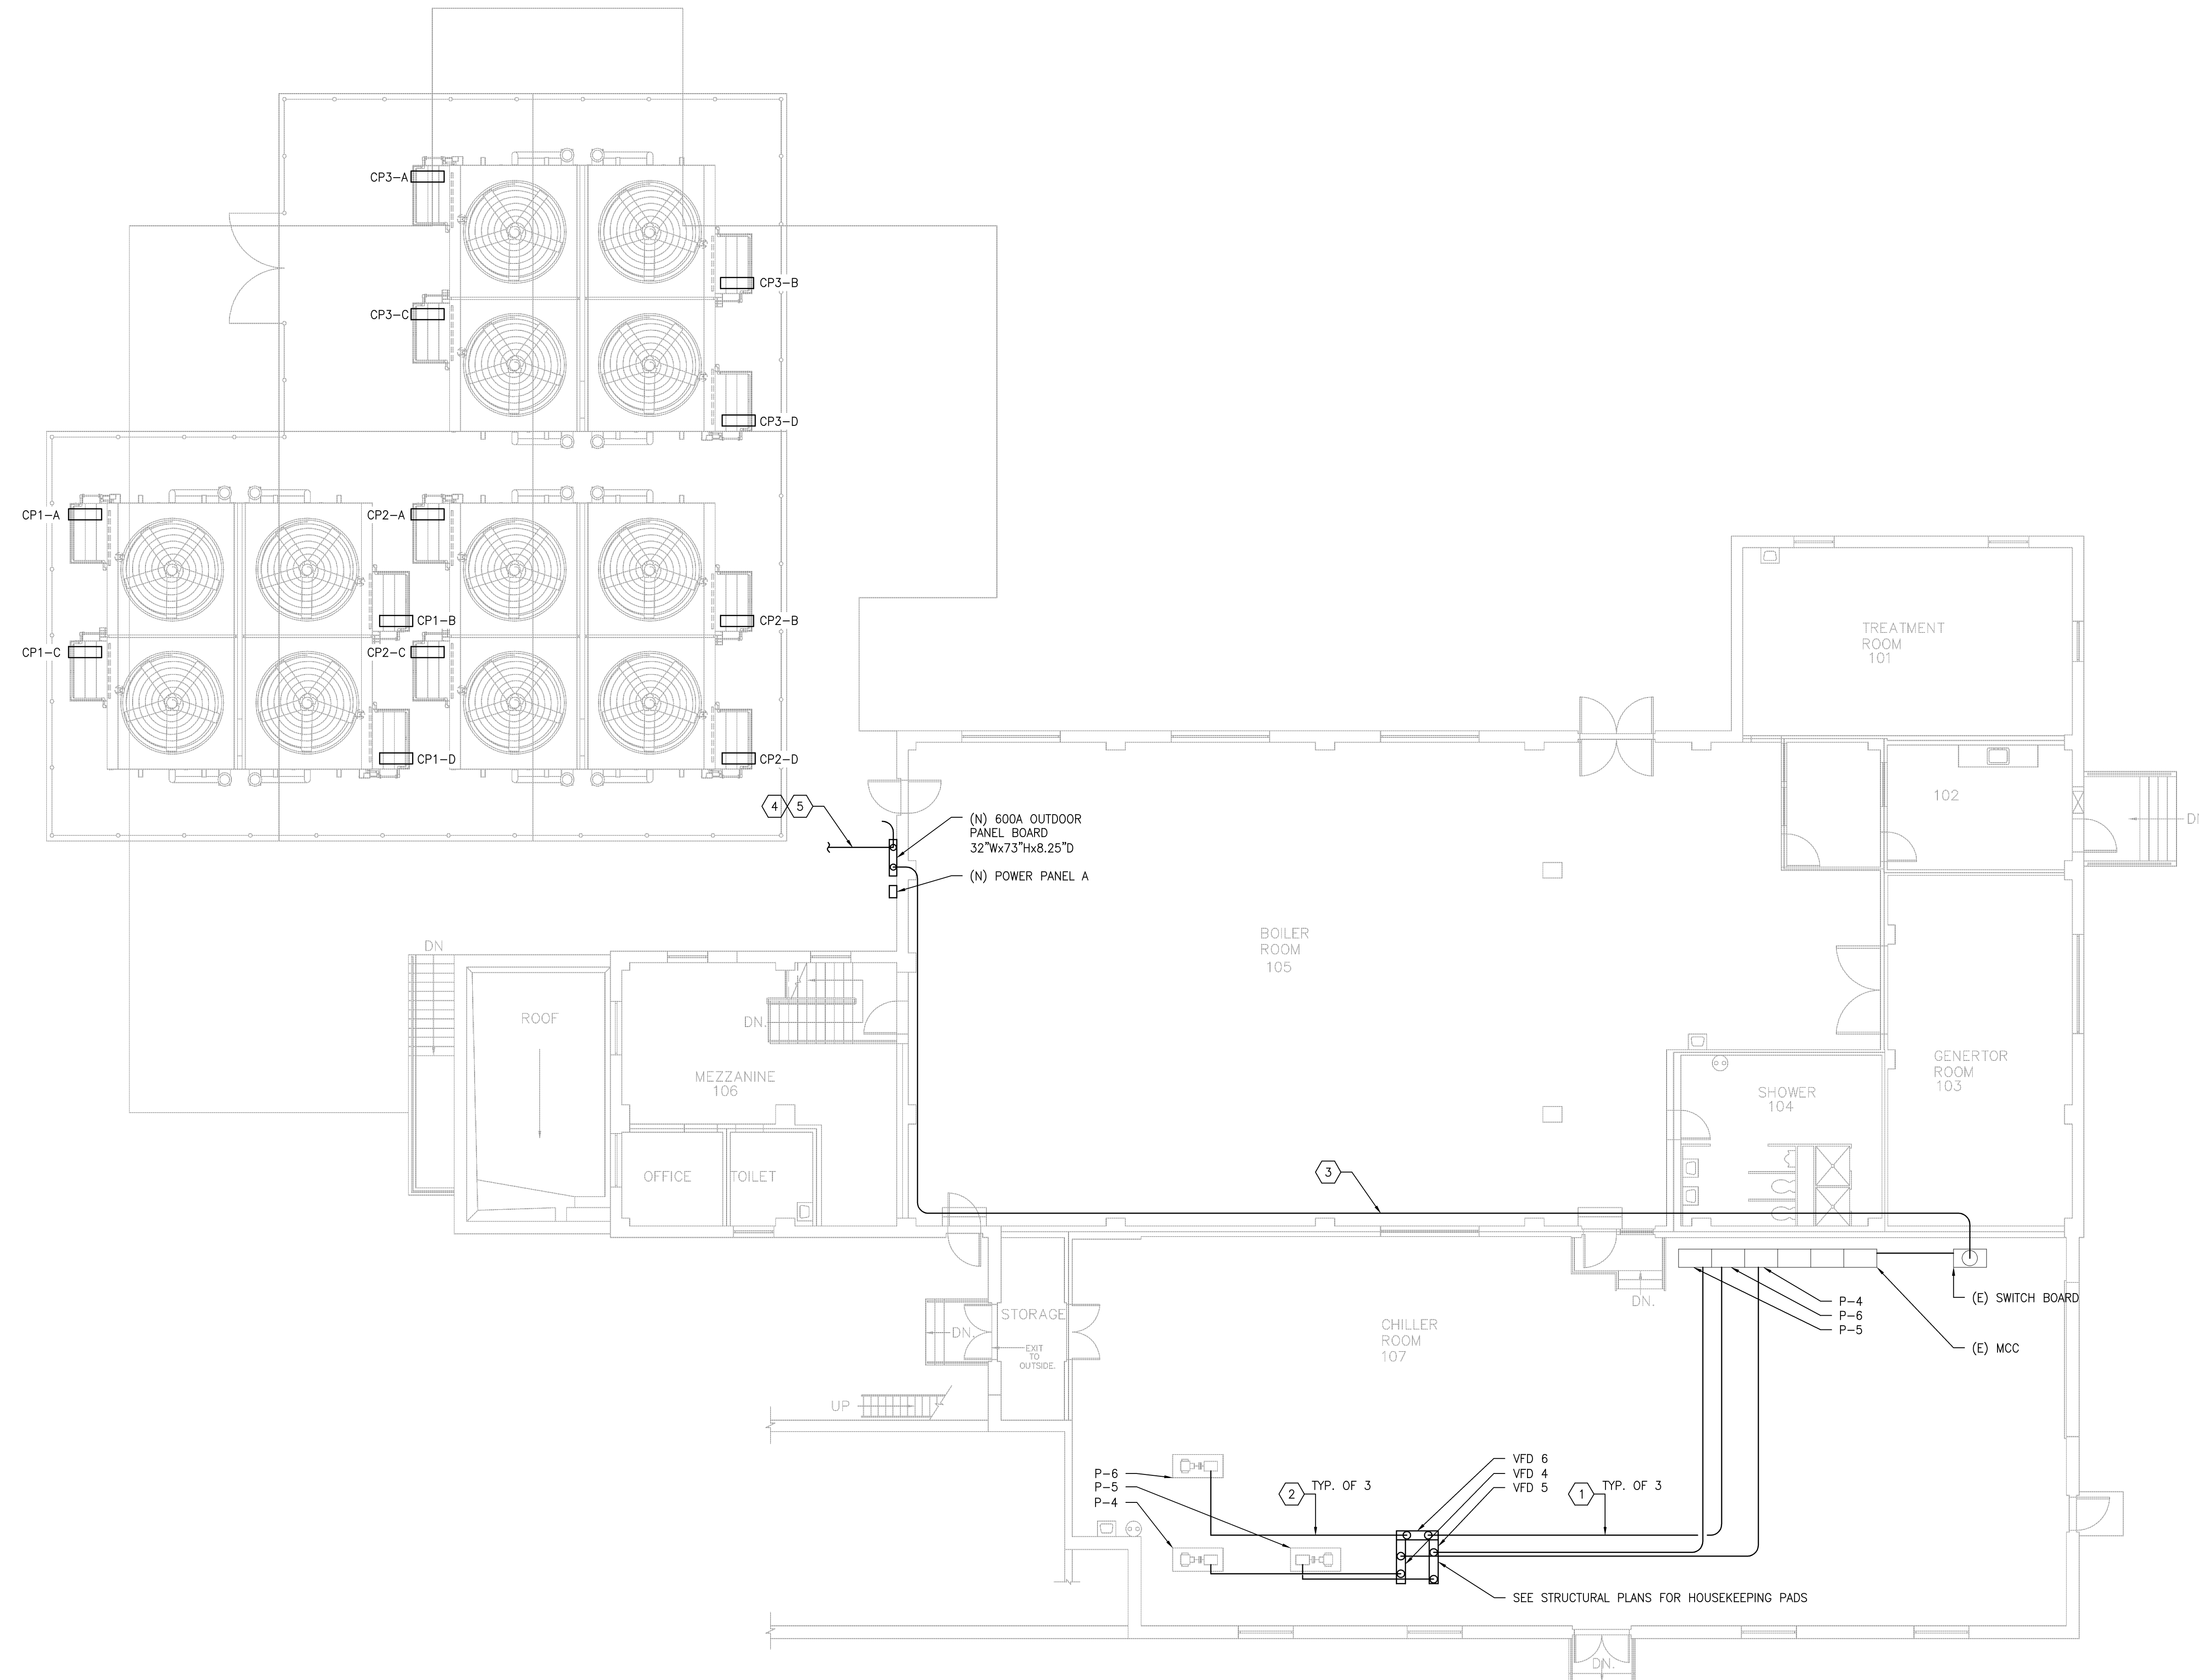 CP3-A
CP3-B
CP3-C
CP3-D
CP1-A
CP2-A
CP1-B
CP2-B
CP1-C
CP2-C
CP1-D
CP2-D
TREATMENT
ROOM
101
102
DN
4
5
(N) 600A OUTDOOR
PANEL BOARD
32"Wx73"Hx8.25"D
(N) POWER PANEL A
BOILER
ROOM
105
DN
ROOF
DN.
MEZZANINE
106
OFFICE
TOILET
GENERTOR
ROOM
103
SHOWER
104
3
STORAGE
DN.
EXIT
TO
OUTSIDE.
UP
CHILLER
ROOM
107
DN.
P-4
P-6
P-5
(E) SWITCH BOARD
(E) MCC
P-6
P-5
P-4
2
TYP. OF 3
VFD 6
VFD 4
VFD 5
1
TYP. OF 3
SEE STRUCTURAL PLANS FOR HOUSEKEEPING PADS
DN.